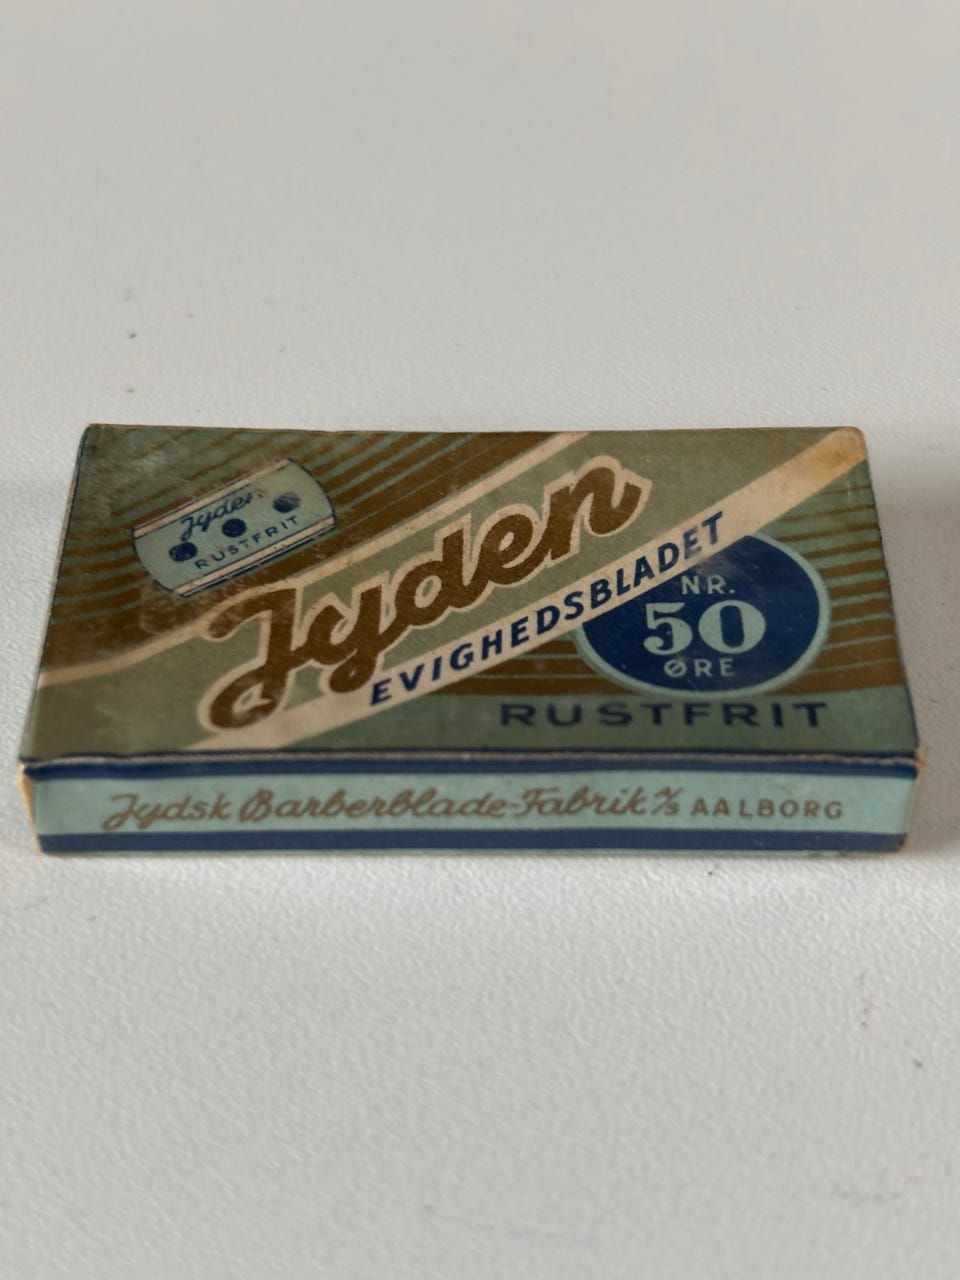 Jyden
RUSTFRIT
Jyden
EVIGHEDSBLADET
NR.
50
ØRE
RUSTFRIT
Jydsk Barberblade-Fabrik A/S AALBORG